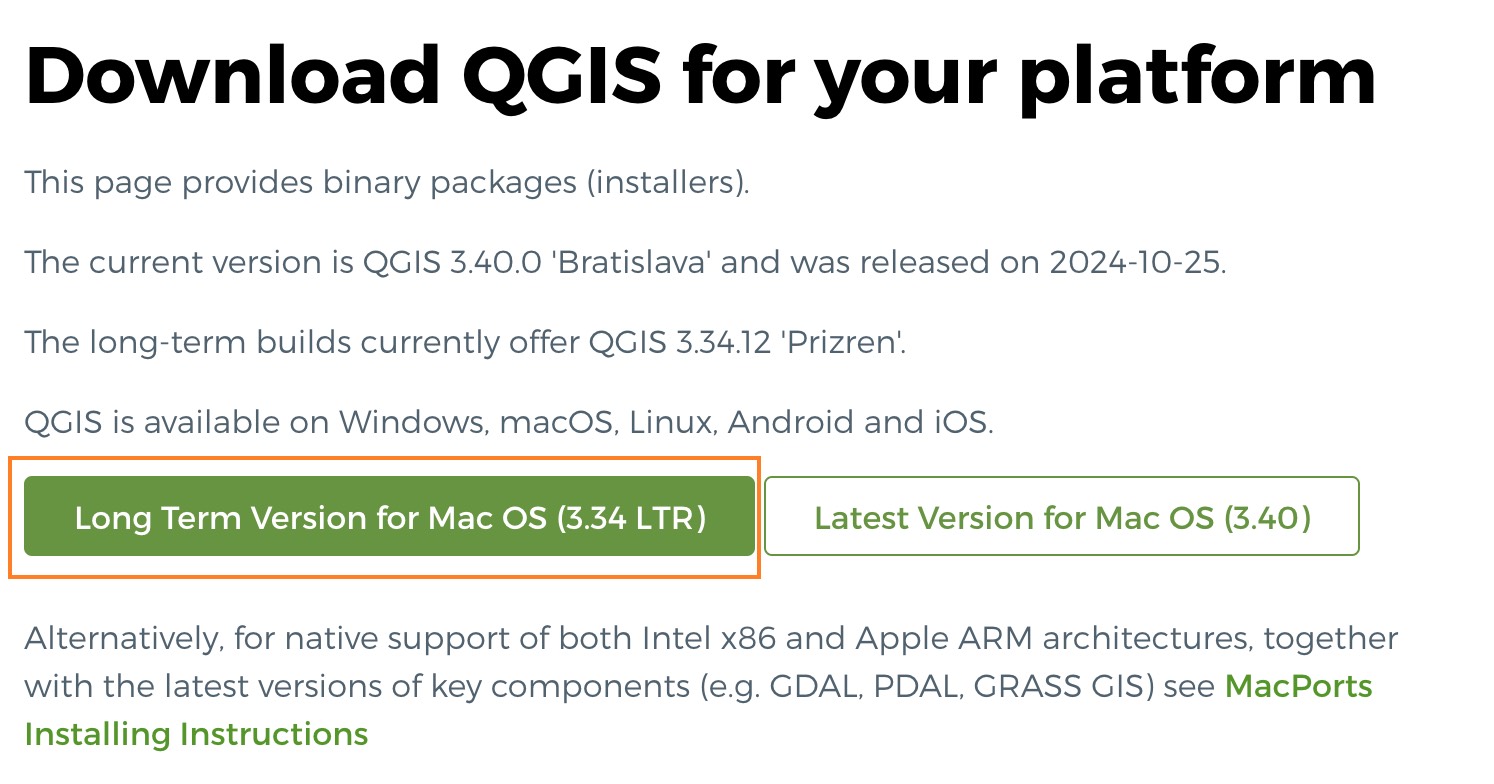 Download QGIS for your platform
This page provides binary packages (installers).
The current version is QGIS 3.40.0 'Bratislava' and was released on 2024-10-25.
The long-term builds currently offer QGIS 3.34.12 'Prizren'.
QGIS is available on Windows, macOS, Linux, Android and iOS.
Long Term Version for Mac OS (3.34 LTR)
Latest Version for Mac OS (3.40)
Alternatively, for native support of both Intel x86 and Apple ARM architectures, together
with the latest versions of key components (e.g. GDAL, PDAL, GRASS GIS) see MacPorts
Installing Instructions